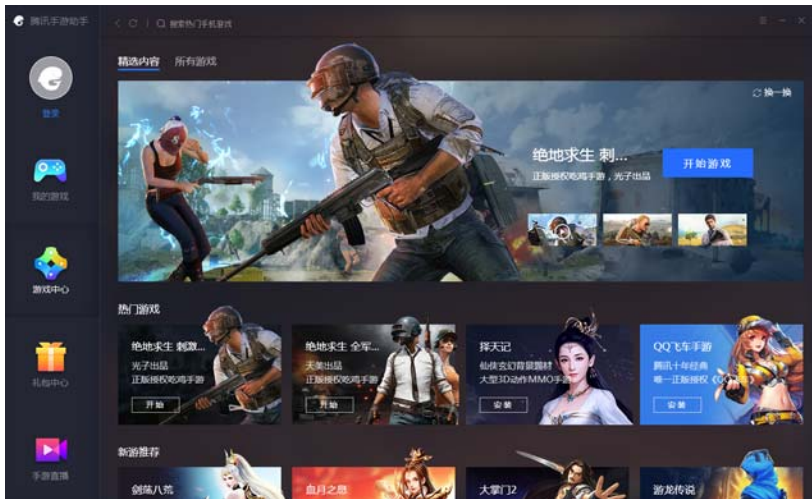 腾讯手游助手
搜索热门手机游戏
登录
我的游戏
游戏中心
礼包中心
手游直播
精选内容 所有游戏
换一换
绝地求生 刺...
正版授权吃鸡手游，光子出品
开始游戏
热门游戏
绝地求生 刺激...
光子出品
正版授权吃鸡手游
开始
绝地求生 全军...
天美出品
正版授权吃鸡手游
开始
择天记
仙侠玄幻背景题材
大型3D动作MMO手
安装
QQ飞车手游
腾讯十年经典
唯一正版授权《QQ
安装
新游推荐
剑荡八荒
血月之怒
大掌门2
游龙传说